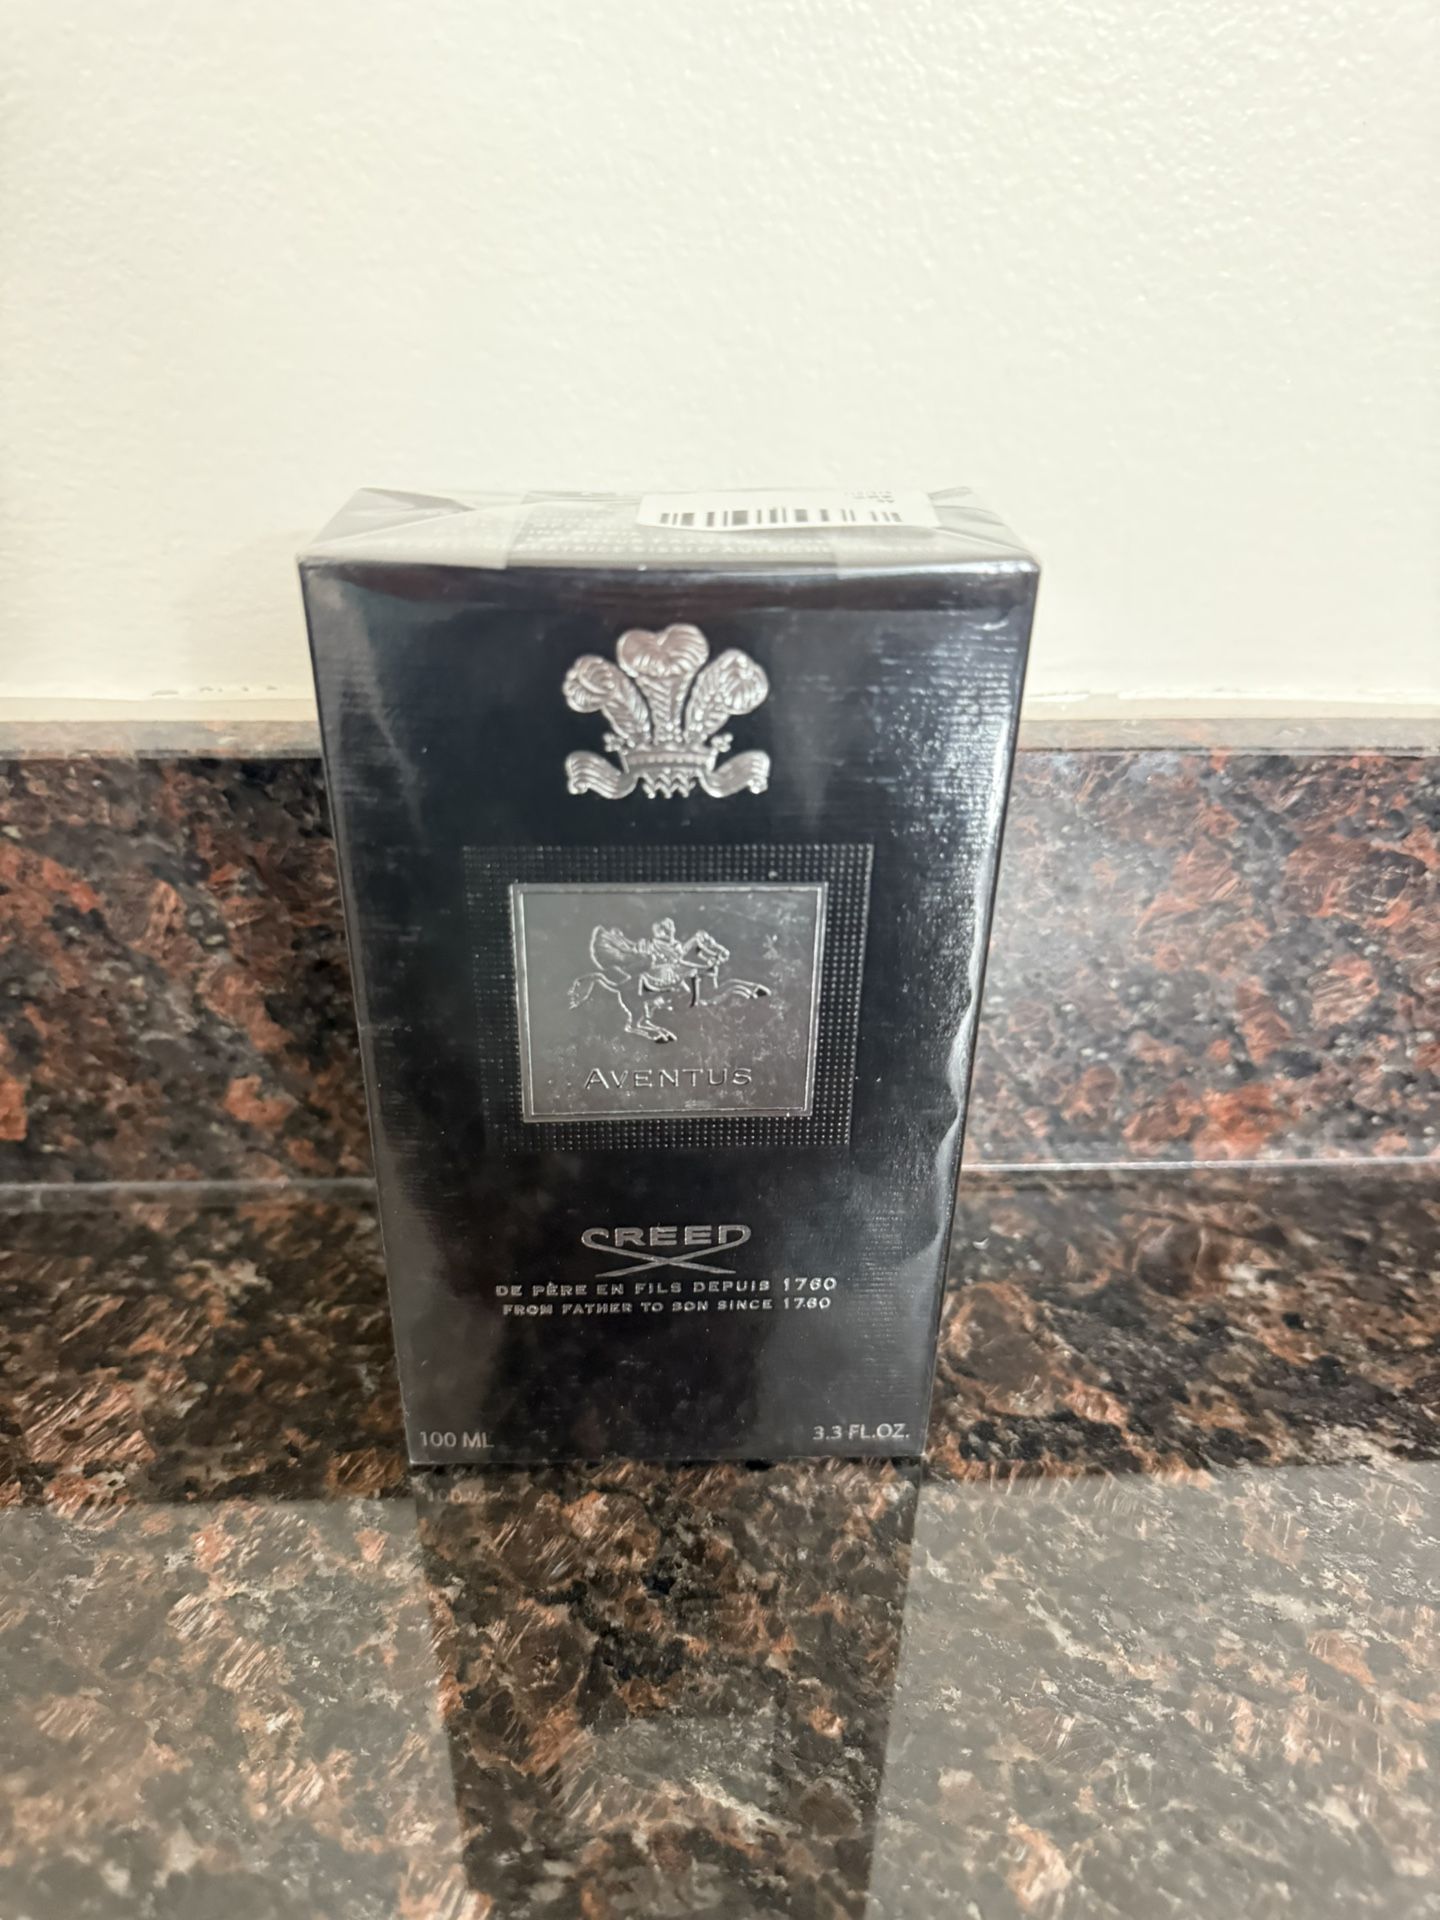 AVENTUS
CREED
DE PÈRE EN FILS DEPUIS 1760
FROM FATHER TO SON SINCE 1760
100 ML
3.3 FL.OZ.